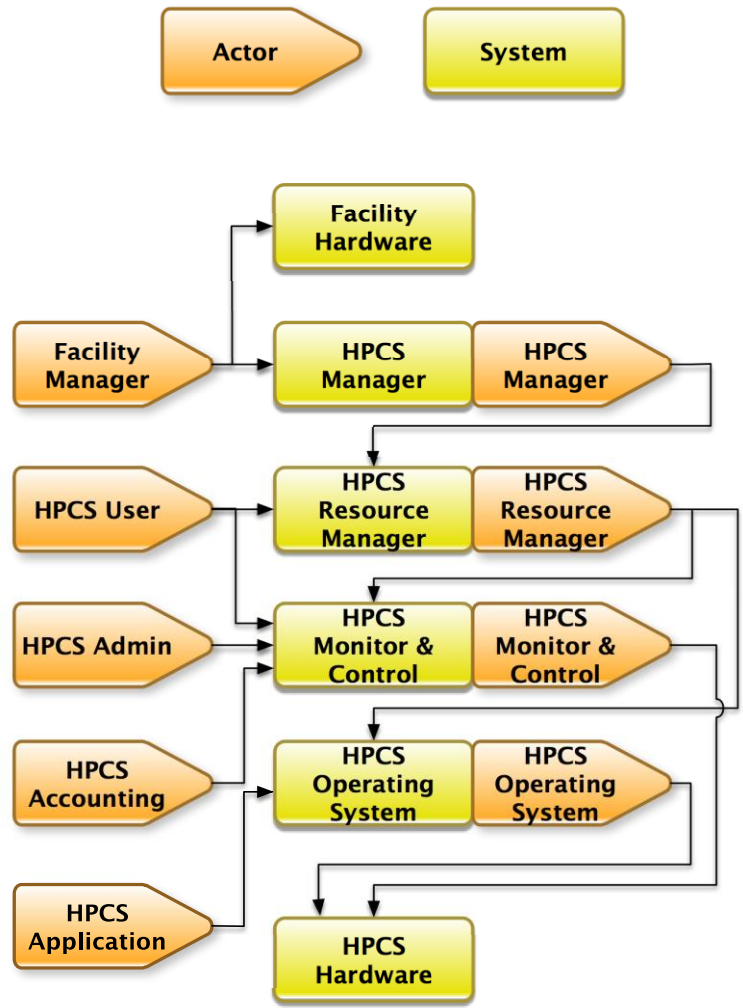 Actor
System
Facility
Hardware
Facility
Manager
HPCS
Manager
HPCS
Manager
HPCS User
HPCS
Resource
Manager
HPCS
Resource
Manager
HPCS Admin
HPCS
Monitor &
Control
HPCS
Monitor &
Control
HPCS
Accounting
HPCS
Operating
System
HPCS
Operating
System
HPCS
Application
HPCS
Hardware